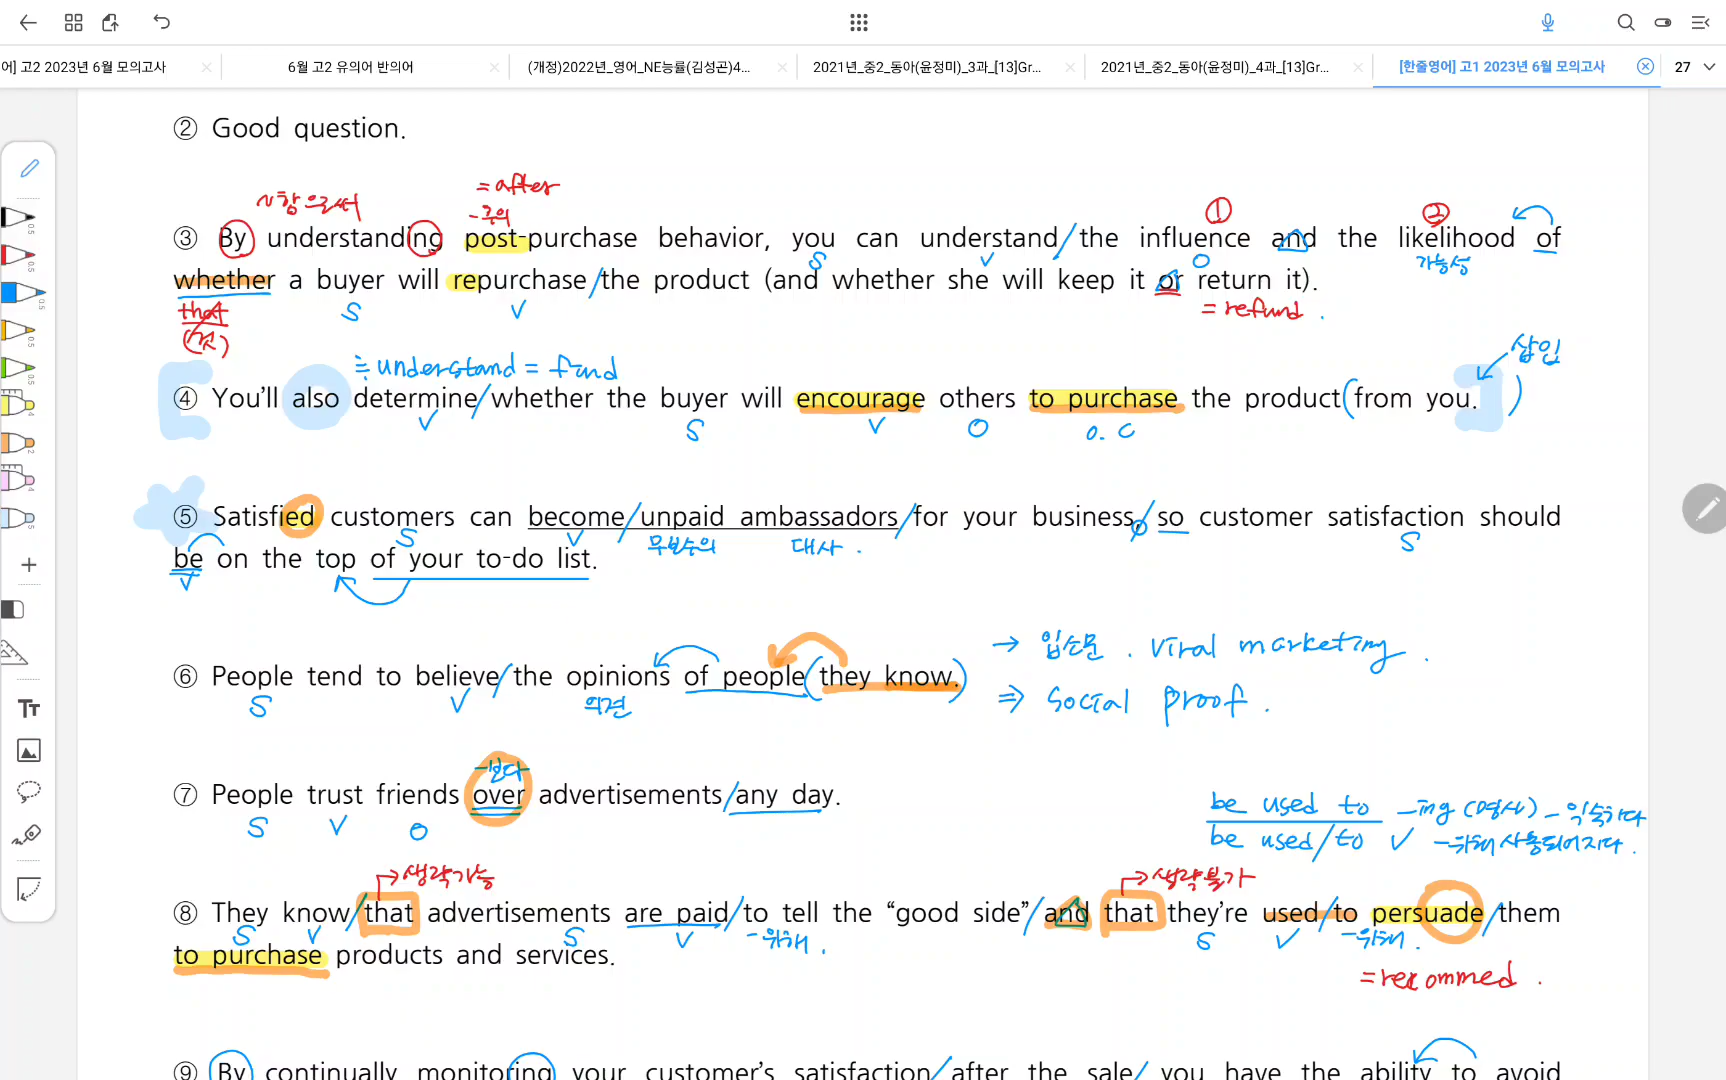 어] 고2 2023년 6월 모의고사
6월 고2 유의어 반의어
(개정)2022년_영어_NE능률(김성곤)4...
2021년_중2_동아(윤정미)_3과_[13]Gr...
2021년_중2_동아(윤정미)_4과_[13]Gr...
[한줄영어] 고1 2023년 6월 모의고사
27
② Good question.
~함으로써
= after
-후의
① ②
③ By understanding post-purchase behavior, you can understand/the influence and the likelihood of
S V O 가능성
whether a buyer will repurchase/the product (and whether she will keep it or return it).
that S V = refund.
(것)
≒ understand = find
삽입
④ You'll also determine/whether the buyer will encourage others to purchase the product(from you.)
V S V O O.C
⑤ Satisfied customers can become/unpaid ambassadors/for your business, so customer satisfaction should
S V 무보수의 대사. S
be on the top of your to-do list.
V
→ 입소문. Viral marketing.
⑥ People tend to believe/the opinions of people(they know.)
S V 의견
⇒ Social proof.
-보다
⑦ People trust friends over advertisements/any day.
S V O
be used to -ing (명사) - 익숙하다
be used/to V -위해 사용되어지다.
→생략가능
→생략불가
⑧ They know/that advertisements are paid/to tell the “good side”/and that they're used/to persuade/them
S V S V -위해. S V -위해.
to purchase products and services.
= recommed.
⑨ By continually monitoring your customer's satisfaction/after the sale/you have the ability to avoid